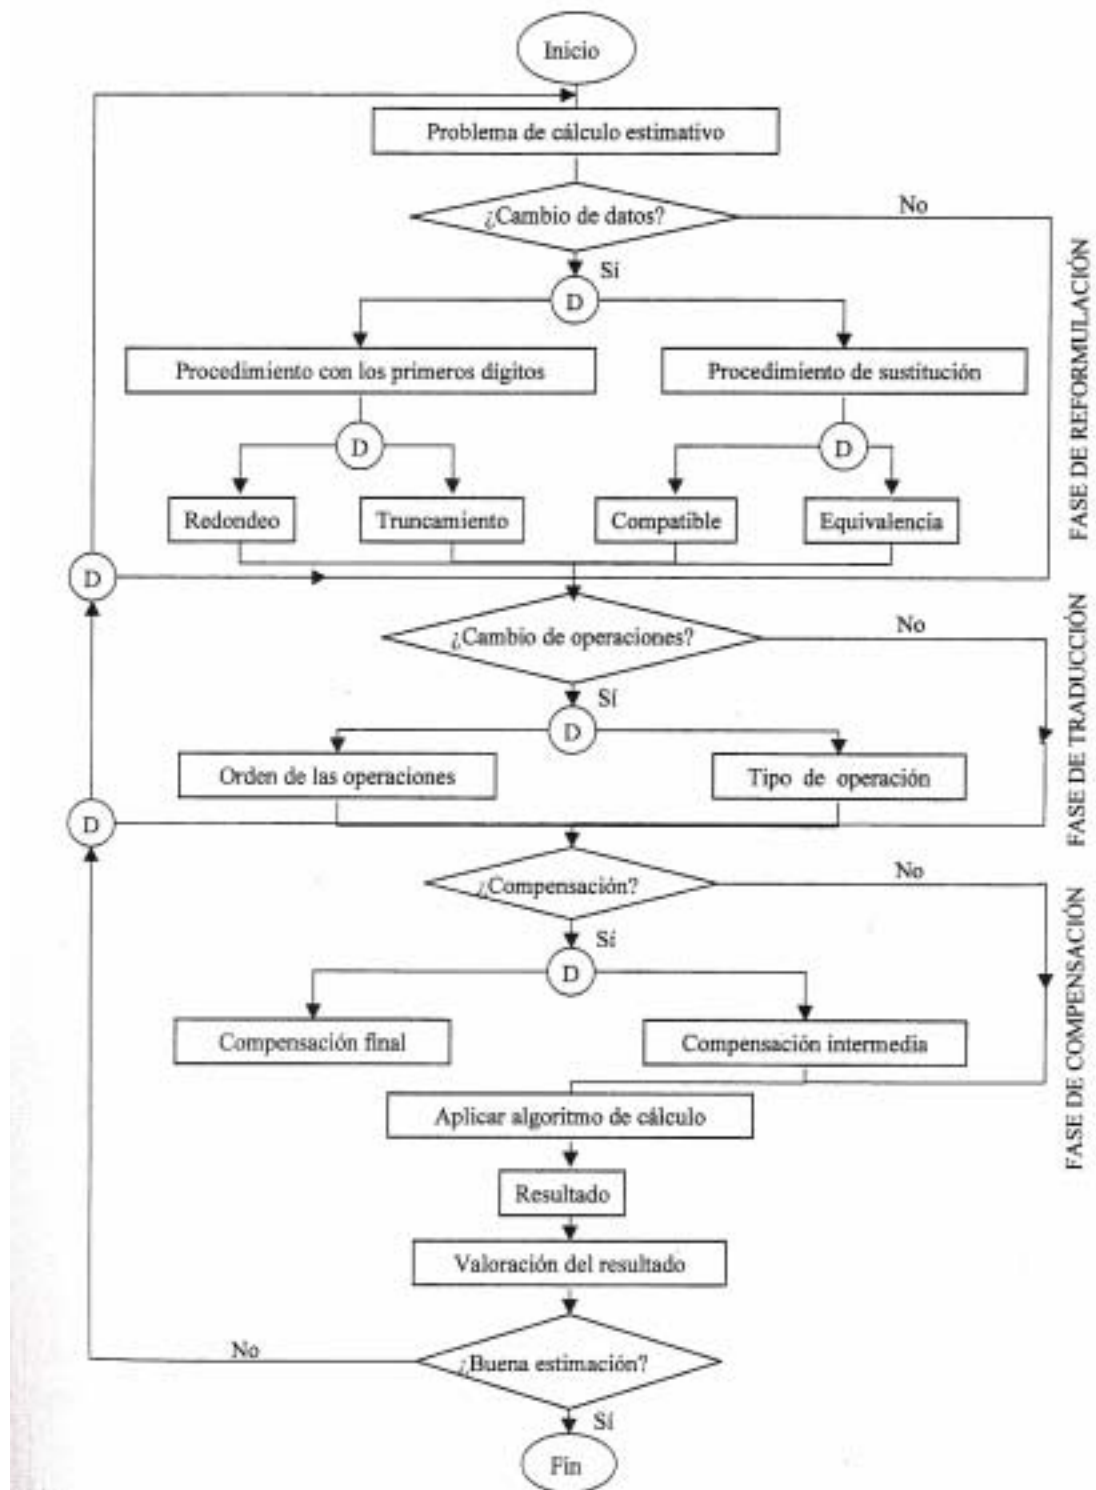 Inicio
Problema de cálculo estimativo
¿Cambio de datos?
No
Sí
D
Procedimiento con los primeros dígitos
Procedimiento de sustitución
D
D
Redondeo
Truncamiento
Compatible
Equivalencia
FASE DE REFORMULACIÓN
D
¿Cambio de operaciones?
No
Sí
D
Orden de las operaciones
Tipo de operación
FASE DE TRADUCCIÓN
D
¿Compensación?
No
Sí
D
Compensación final
Compensación intermedia
FASE DE COMPENSACIÓN
Aplicar algoritmo de cálculo
Resultado
Valoración del resultado
No
¿Buena estimación?
Sí
Fin